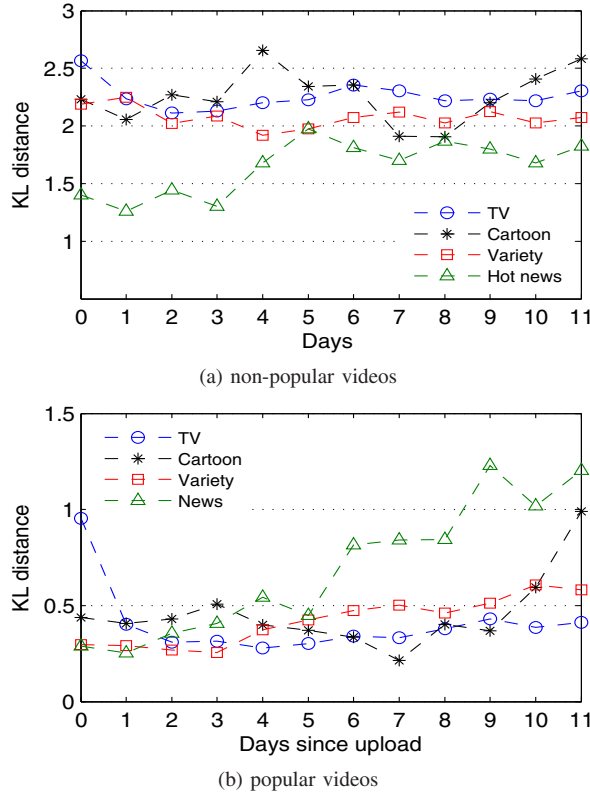 3
2.5
2
1.5
1
KL distance
0 1 2 3 4 5 6 7 8 9 10 11
Days
TV
Cartoon
Variety
Hot news
(a) non-popular videos
1.5
1
0.5
0
KL distance
TV
Cartoon
Variety
News
0 1 2 3 4 5 6 7 8 9 10 11
Days since upload
(b) popular videos